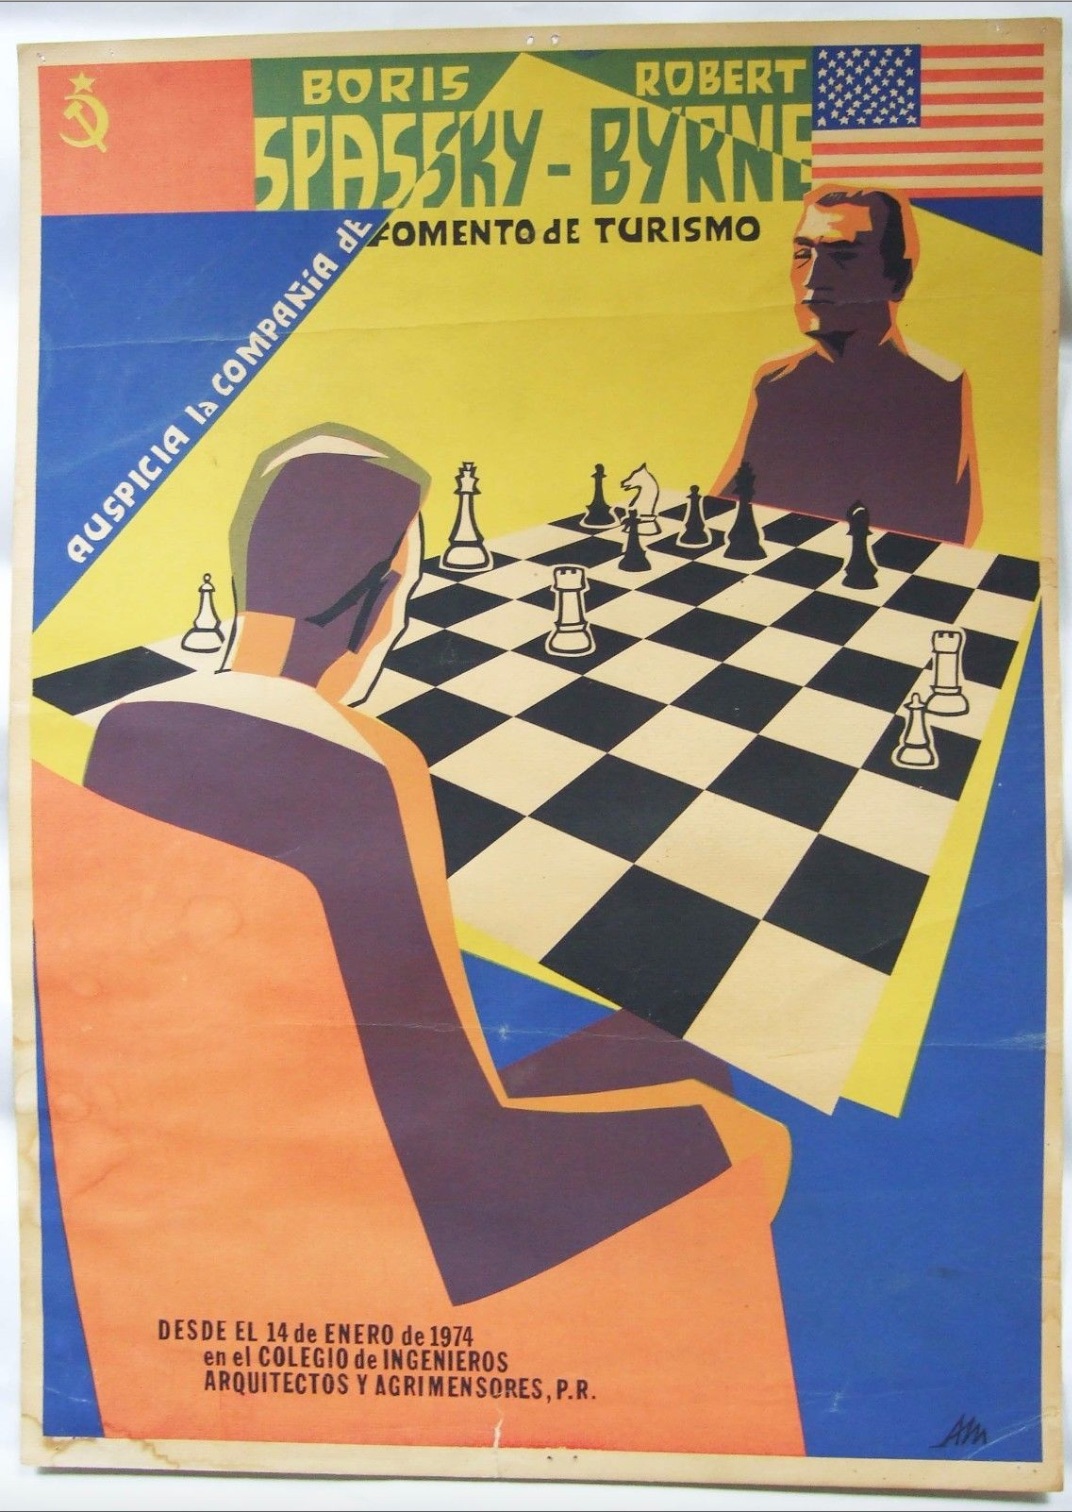 BORIS
ROBERT
SPASSKY - BYRNE
AUSPICIA la COMPAÑÍA de FOMENTO de TURISMO
DESDE EL 14 de ENERO de 1974
en el COLEGIO de INGENIEROS
ARQUITECTOS Y AGRIMENSORES, P.R.
AM